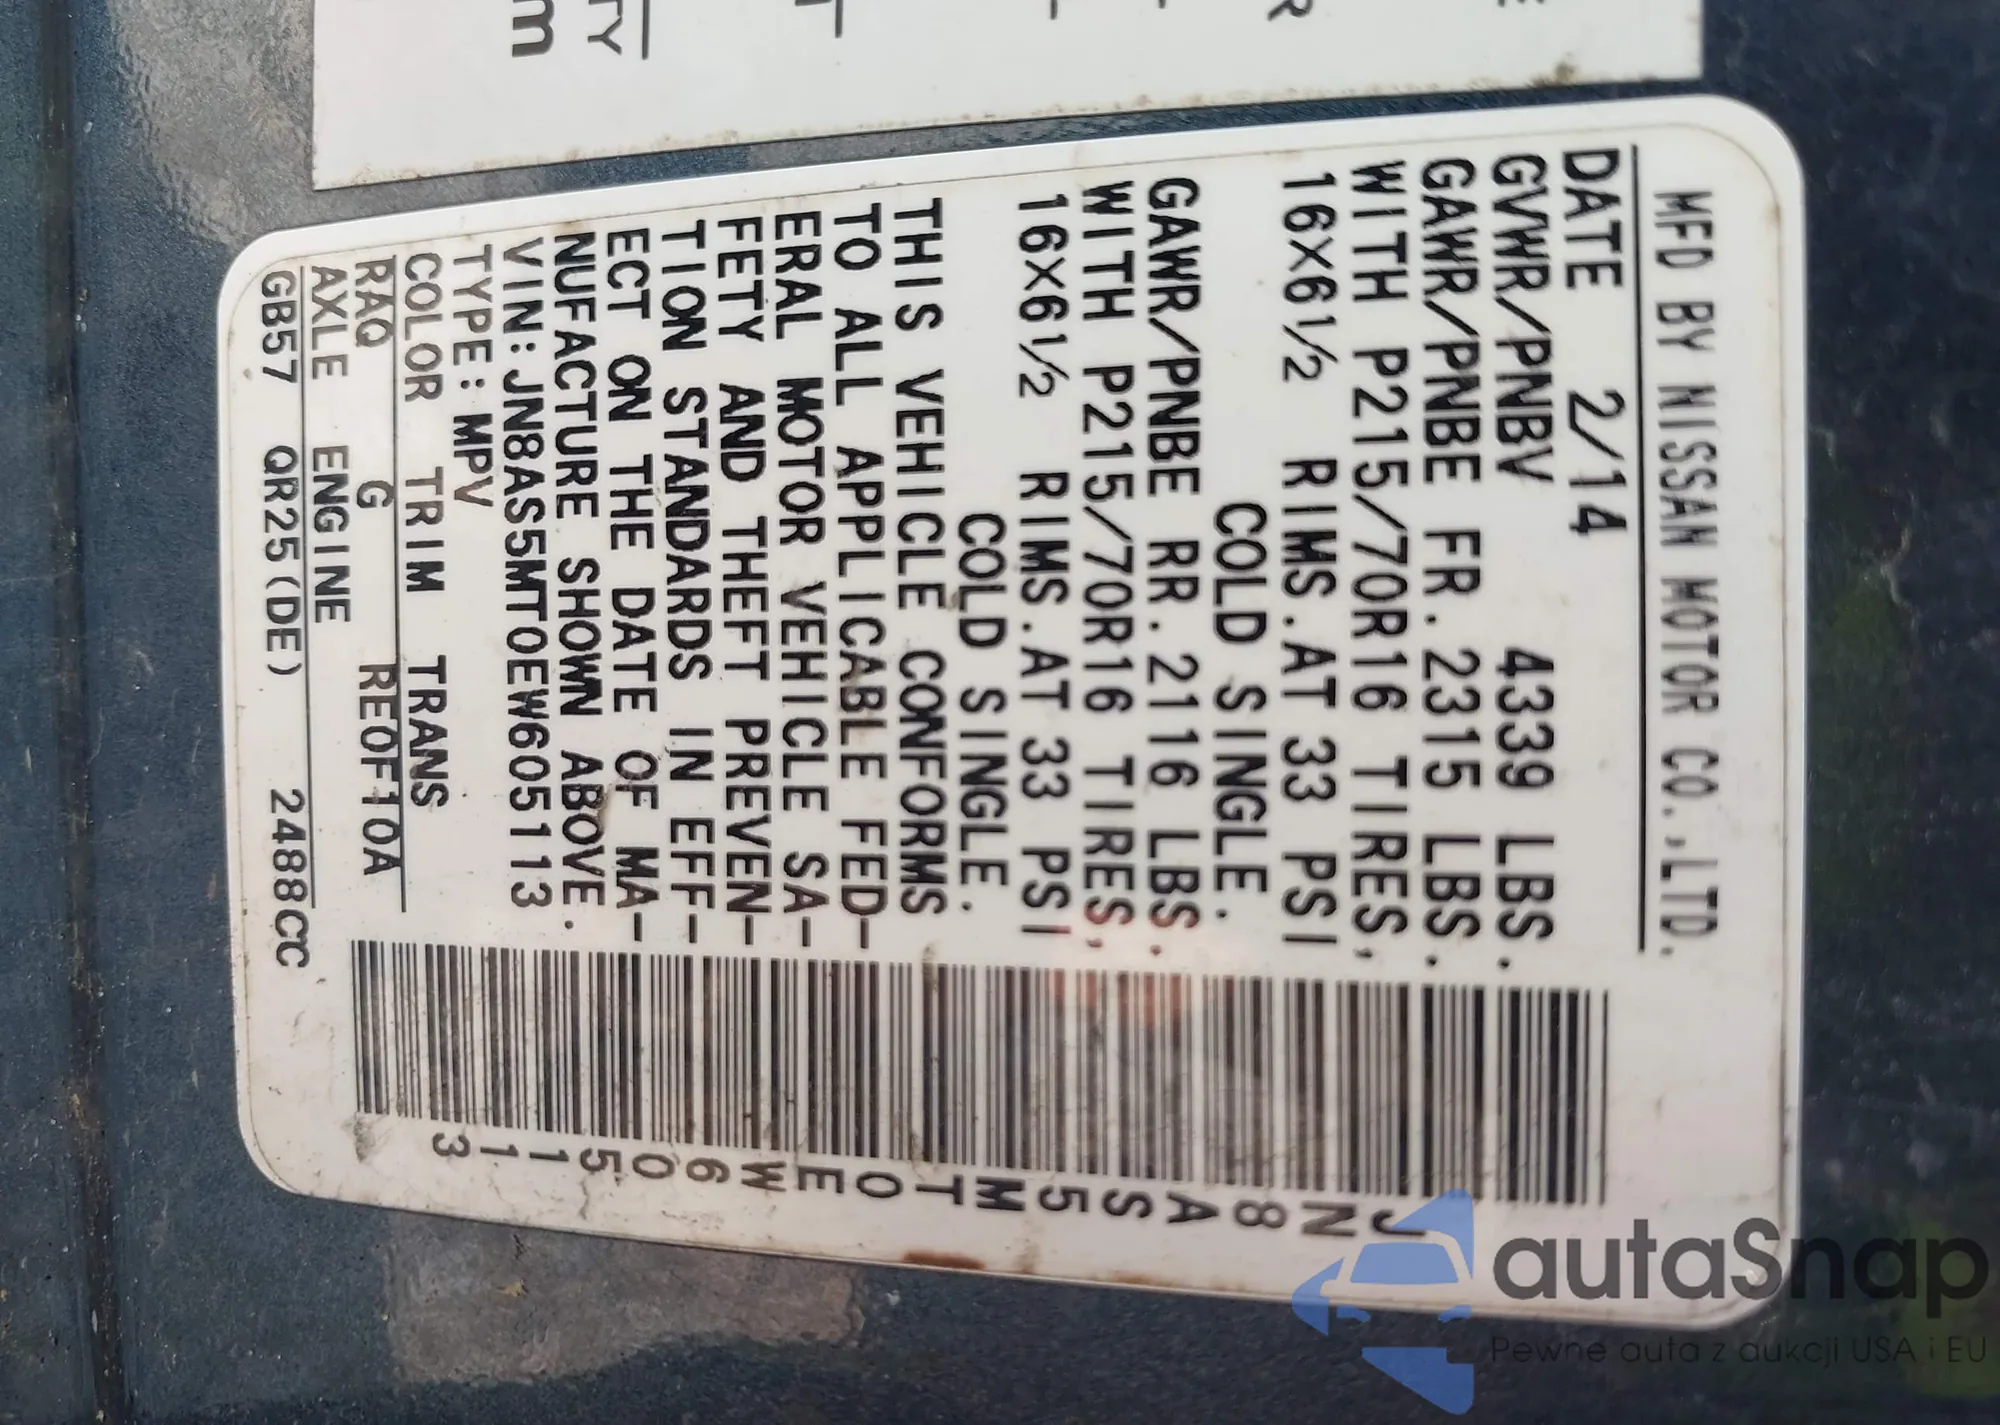 MFD BY NISSAN MOTOR CO.,LTD.
DATE 2/14
GVWR/PNBV 4339 LBS.
GAWR/PNBE FR. 2315 LBS.
WITH P215/70R16 TIRES,
16X6½ RIMS.AT 33 PSI
COLD SINGLE.
GAWR/PNBE RR. 2116 LBS.
WITH P215/70R16 TIRES,
16X6½ RIMS.AT 33 PSI
COLD SINGLE.
THIS VEHICLE CONFORMS
TO ALL APPLICABLE FED-
ERAL MOTOR VEHICLE SA-
FETY AND THEFT PREVEN-
TION STANDARDS IN EFF-
ECT ON THE DATE OF MA-
NUFACTURE SHOWN ABOVE.
VIN:JN8AS5MT0EW605113
TYPE:MPV
COLOR TRIM TRANS
RAQ G RE0F10A
AXLE ENGINE
GB57 QR25(DE) 2488CC
JN8AS5MT0EW605113
autaSnap
Pewne auta z aukcji USA i EU